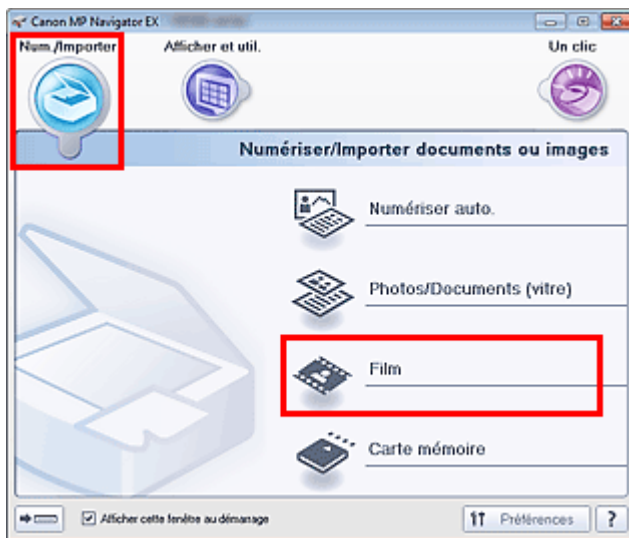 Canon MP Navigator EX
Num./Importer
Afficher et util.
Un clic
Numériser/Importer documents ou images
Numériser auto.
Photos/Documents (vitre)
Film
Carte mémoire
Afficher cette fenêtre au démarrage
Préférences
?